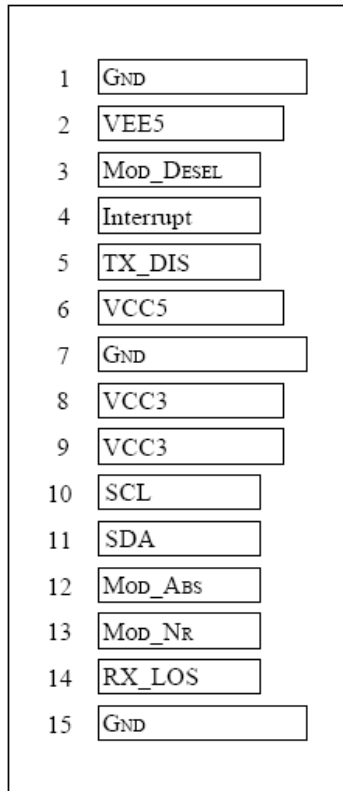 1 GND
2 VEE5
3 MOD_DESEL
4 Interrupt
5 TX_DIS
6 VCC5
7 GND
8 VCC3
9 VCC3
10 SCL
11 SDA
12 MOD_ABS
13 MOD_NR
14 RX_LOS
15 GND